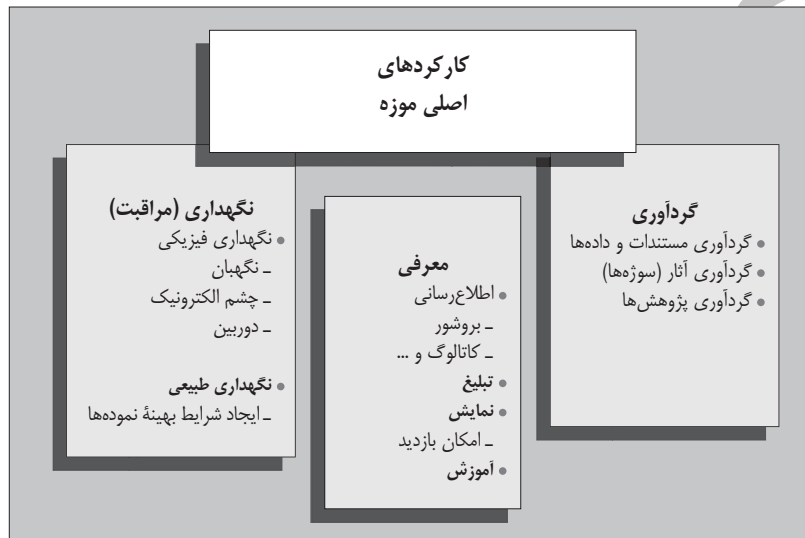 کارکردهای
اصلی موزه
گردآوری
● گردآوری مستندات و داده‌ها
● گردآوری آثار (سوژه‌ها)
● گردآوری پژوهش‌ها
معرفی
● اطلاع‌رسانی
ـ بروشور
ـ کاتالوگ و ...
● تبلیغ
● نمایش
ـ امکان بازدید
● آموزش
نگهداری (مراقبت)
● نگهداری فیزیکی
ـ نگهبان
ـ چشم الکترونیک
ـ دوربین
● نگهداری طبیعی
ـ ایجاد شرایط بهینهٔ نموده‌ها